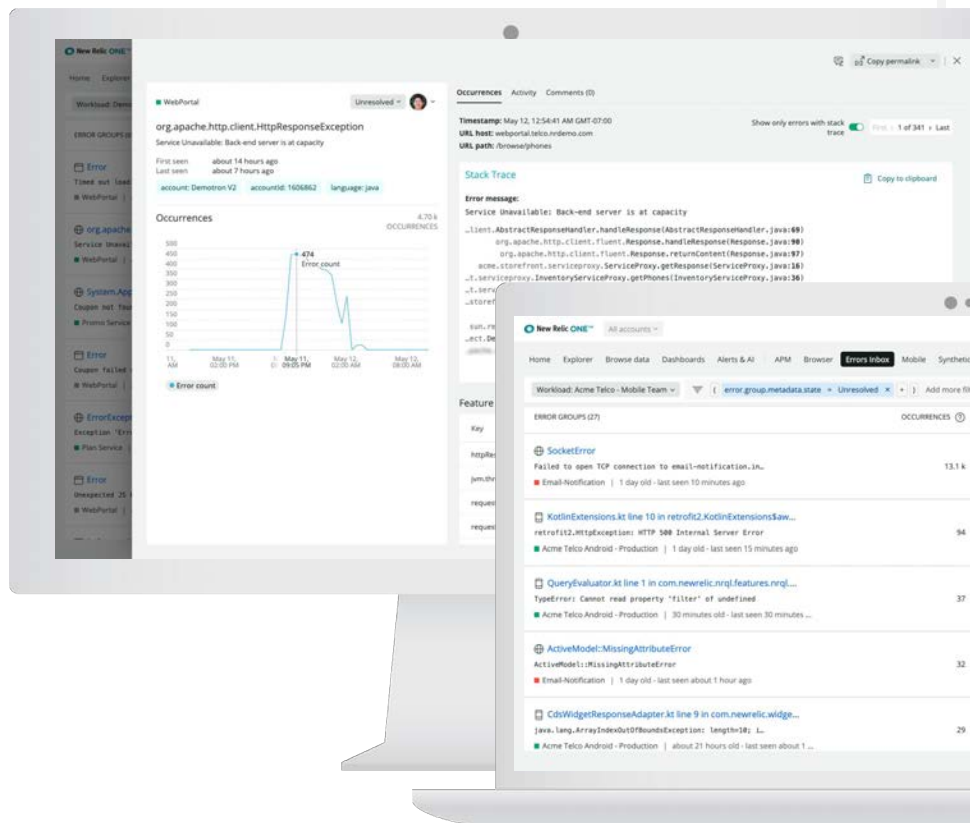 New Relic ONE™
Home Explorer
Workload: Demo
ERROR GROUPS
Error
Timed out
WebPortal
org.apache
Service
WebPortal
System.App
Coupon not
Promo Service
Error
Coupon failed
WebPortal
Exception
Plan Service
Error
Unexpected
WebPortal
Copy permalink
WebPortal
Unresolved
org.apache.http.client.HttpResponseException
Service Unavailable: Back-end server is at capacity
First seen about 14 hours ago
Last seen about 7 hours ago
account: Demotron V2 accountId: 1606862 language: java
Occurrences
4.70 k
OCCURRENCES
500
450
400
350
300
250
200
150
100
50
0
474
Error count
11, AM
May 11, 02:00 PM
May 11, 09:05 PM
May 12, 02:00 AM
May 12, 08:00 AM
Error count
Occurrences Activity Comments (0)
Timestamp: May 12, 12:54:41 AM GMT-07:00
URL host: webportal.telco.nrdemo.com
URL path: /browse/phones
Show only errors with stack
trace
First 1 of 341 Last
Stack Trace
Copy to clipboard
Error message:
Service Unavailable: Back-end server is at capacity
…lient.AbstractResponseHandler.handleResponse(AbstractResponseHandler.java:69)
org.apache.http.client.fluent.Response.handleResponse(Response.java:90)
org.apache.http.client.fluent.Response.returnContent(Response.java:97)
acme.storefront.serviceproxy.ServiceProxy.getResponse(ServiceProxy.java:16)
…t.serviceproxy.InventoryServiceProxy.getPhones(InventoryServiceProxy.java:36)
…t.serv
…storef
sun.re
…ect.De
Feature
Key
httpRes
jvm.thr
request
request
New Relic ONE™ All accounts
Home Explorer Browse data Dashboards Alerts & AI APM Browser Errors Inbox Mobile Synthetic
Workload: Acme Telco - Mobile Team ( error.group.metadata.state = Unresolved × + ) Add more fil
ERROR GROUPS (27) OCCURRENCES
SocketError
Failed to open TCP connection to email-notification.in…
13.1 k
Email-Notification | 1 day old - last seen 10 minutes ago
KotlinExtensions.kt line 10 in retrofit2.KotlinExtensions$aw...
retrofit2.HttpException: HTTP 500 Internal Server Error
94
Acme Telco Android - Production | 1 day old - last seen 15 minutes ago
QueryEvaluator.kt line 1 in com.newrelic.nrql.features.nrql....
TypeError: Cannot read property 'filter' of undefined
37
Acme Telco Android - Production | 30 minutes old - last seen 30 minutes ...
ActiveModel::MissingAttributeError
ActiveModel::MissingAttributeError
32
Email-Notification | 1 day old - last seen about 1 hour ago
CdsWidgetResponseAdapter.kt line 9 in com.newrelic.widge...
java.lang.ArrayIndexOutOfBoundsException: length=10; i…
29
Acme Telco Android - Production | about 21 hours old - last seen about 1 ...